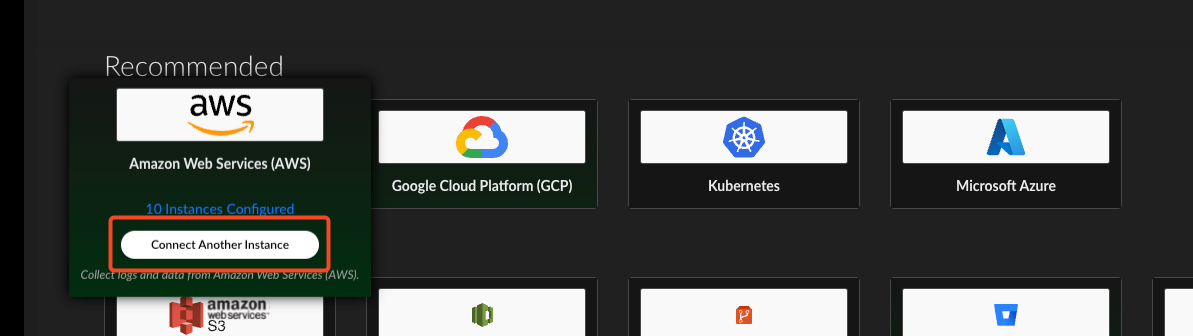 Recommended
aws
Amazon Web Services (AWS)
10 Instances Configured
Connect Another Instance
Collect logs and data from Amazon Web Services (AWS).
Google Cloud Platform (GCP)
Kubernetes
Microsoft Azure
amazon
web services™
S3